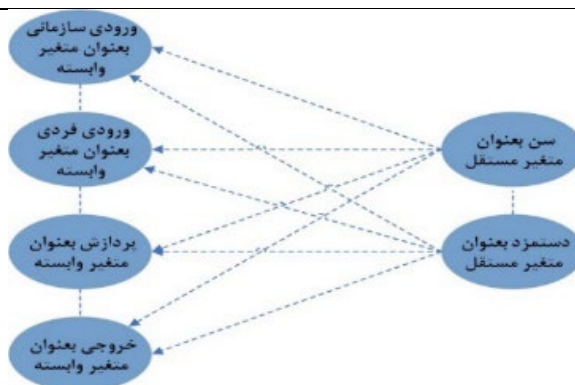 ورودی سازمانی
بعنوان متغیر
وابسته
ورودی فردی
بعنوان متغیر
وابسته
سن بعنوان
متغیر مستقل
پردازش بعنوان
متغیر وابسته
دستمزد بعنوان
متغیر مستقل
خروجی بعنوان
متغیر وابسته